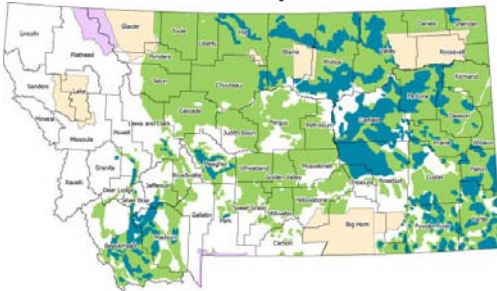 Lincoln
Flathead
Glacier
Toole
Liberty
Hill
Blaine
Phillips
Valley
Daniels
Sheridan
Roosevelt
Pondera
Sanders
Lake
Teton
Chouteau
Richland
McCone
Mineral
Missoula
Powell
Lewis and Clark
Cascade
Judith Basin
Fergus
Petroleum
Garfield
Dawson
Prairie
Wibaux
Granite
Ravalli
Deer Lodge
Silver Bow
Jefferson
Broadwater
Meagher
Wheatland
Golden Valley
Musselshell
Treasure
Rosebud
Custer
Fallon
Beaverhead
Madison
Gallatin
Park
Sweet Grass
Stillwater
Yellowstone
Carbon
Big Horn
Powder River
Carter